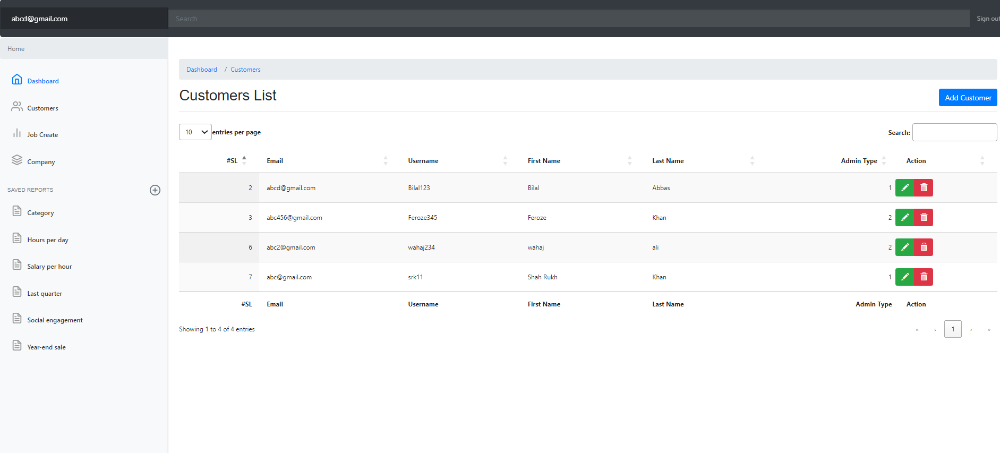 abcd@gmail.com
Search
Sign out
Home
Dashboard
Customers
Job Create
Company
SAVED REPORTS
Category
Hours per day
Salary per hour
Last quarter
Social engagement
Year-end sale
Dashboard / Customers
Customers List
Add Customer
10 entries per page
Search:
#SL Email Username First Name Last Name Admin Type Action
2 abcd@gmail.com Bilal123 Bilal Abbas 1
3 abc456@gmail.com Feroze345 Feroze Khan 2
6 abc2@gmail.com wahaj234 wahaj ali 2
7 abc@gmail.com srk11 Shah Rukh Khan 1
#SL Email Username First Name Last Name Admin Type Action
Showing 1 to 4 of 4 entries
« ‹ 1 › »